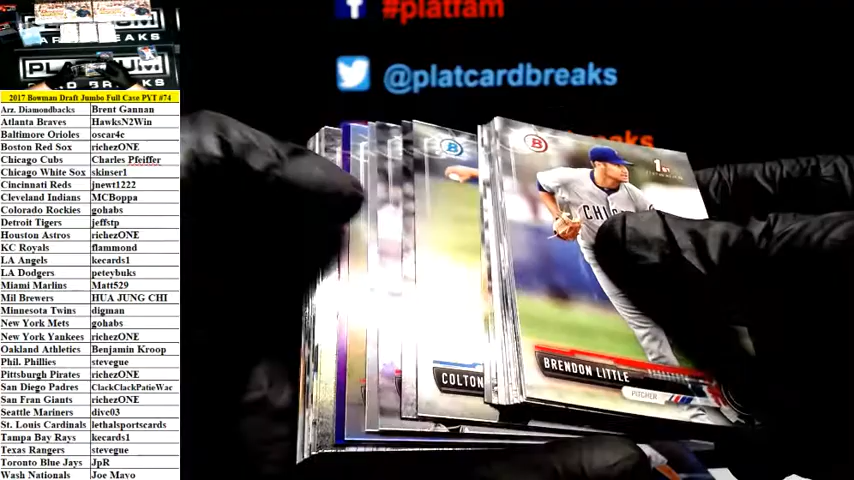 #platfam
@platcardbreaks
breaks
2017 Bowman Draft Jumbo Full Case PYT #74
Arz. Diamondbacks Brent Gannan
Atlanta Braves HawksN2Win
Baltimore Orioles oscar4c
Boston Red Sox richezONE
Chicago Cubs Charles Pfeiffer
Chicago White Sox skinser1
Cincinnati Reds jnewt1222
Cleveland Indians MCBoppa
Colorado Rockies gohabs
Detroit Tigers jeffstp
Houston Astros richezONE
KC Royals flammond
LA Angels kecards1
LA Dodgers peteybuks
Miami Marlins Matt529
Mil Brewers HUA JUNG CHI
Minnesota Twins digman
New York Mets gohabs
New York Yankees richezONE
Oakland Athletics Benjamin Kroop
Phil. Phillies stevegue
Pittsburgh Pirates richezONE
San Diego Padres ClackClackPatieWac
San Fran Giants richezONE
Seattle Mariners divc03
St. Louis Cardinals lethalsportscards
Tampa Bay Rays kecards1
Texas Rangers stevegue
Toronto Blue Jays JpR
Wash Nationals Joe Mayo
B
B
1ST
CHIC
COLTON
BRENDON LITTLE
PITCHER